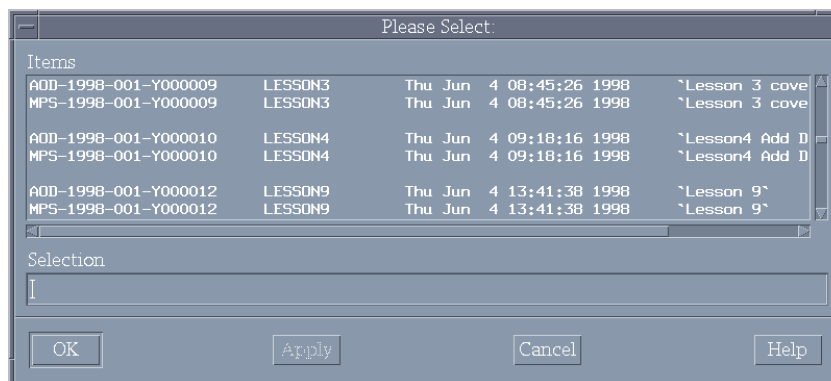 Please Select:
Items
AOD-1998-001-Y000009 LESSON3 Thu Jun 4 08:45:26 1998 `Lesson 3 cove
MPS-1998-001-Y000009 LESSON3 Thu Jun 4 08:45:26 1998 `Lesson 3 cove
AOD-1998-001-Y000010 LESSON4 Thu Jun 4 09:18:16 1998 `Lesson4 Add D
MPS-1998-001-Y000010 LESSON4 Thu Jun 4 09:18:16 1998 `Lesson4 Add D
AOD-1998-001-Y000012 LESSON9 Thu Jun 4 13:41:38 1998 `Lesson 9`
MPS-1998-001-Y000012 LESSON9 Thu Jun 4 13:41:38 1998 `Lesson 9`
Selection
OK Apply Cancel Help